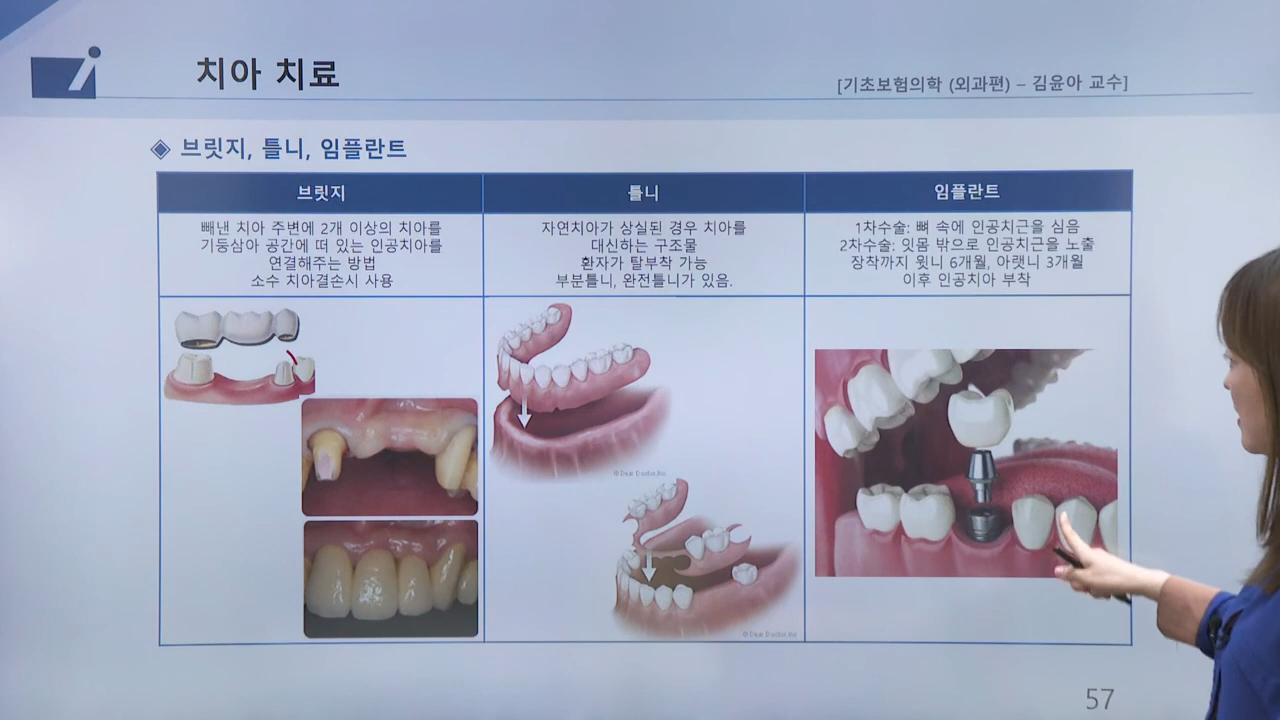 치아 치료
[기초보험의학 (외과편) – 김윤아 교수]
◈ 브릿지, 틀니, 임플란트
브릿지
틀니
임플란트
빼낸 치아 주변에 2개 이상의 치아를
기둥삼아 공간에 떠 있는 인공치아를
연결해주는 방법
소수 치아결손시 사용
자연치아가 상실된 경우 치아를
대신하는 구조물
환자가 탈부착 가능
부분틀니, 완전틀니가 있음.
1차수술: 뼈 속에 인공치근을 심음
2차수술: 잇몸 밖으로 인공치근을 노출
장착까지 윗니 6개월, 아랫니 3개월
이후 인공치아 부착
© Dear Doctor, Inc
© Dear Doctor, Inc
57